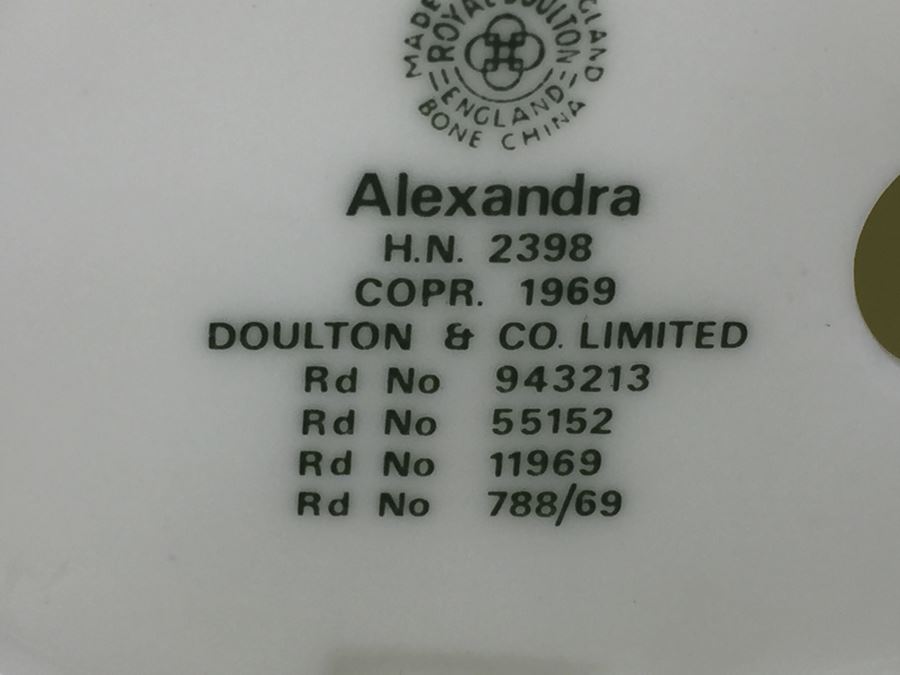 MADE ENGLAND
ROYAL DOULTON
ENGLAND
BONE CHINA
Alexandra
H.N. 2398
COPR. 1969
DOULTON & CO. LIMITED
Rd No 943213
Rd No 55152
Rd No 11969
Rd No 788/69